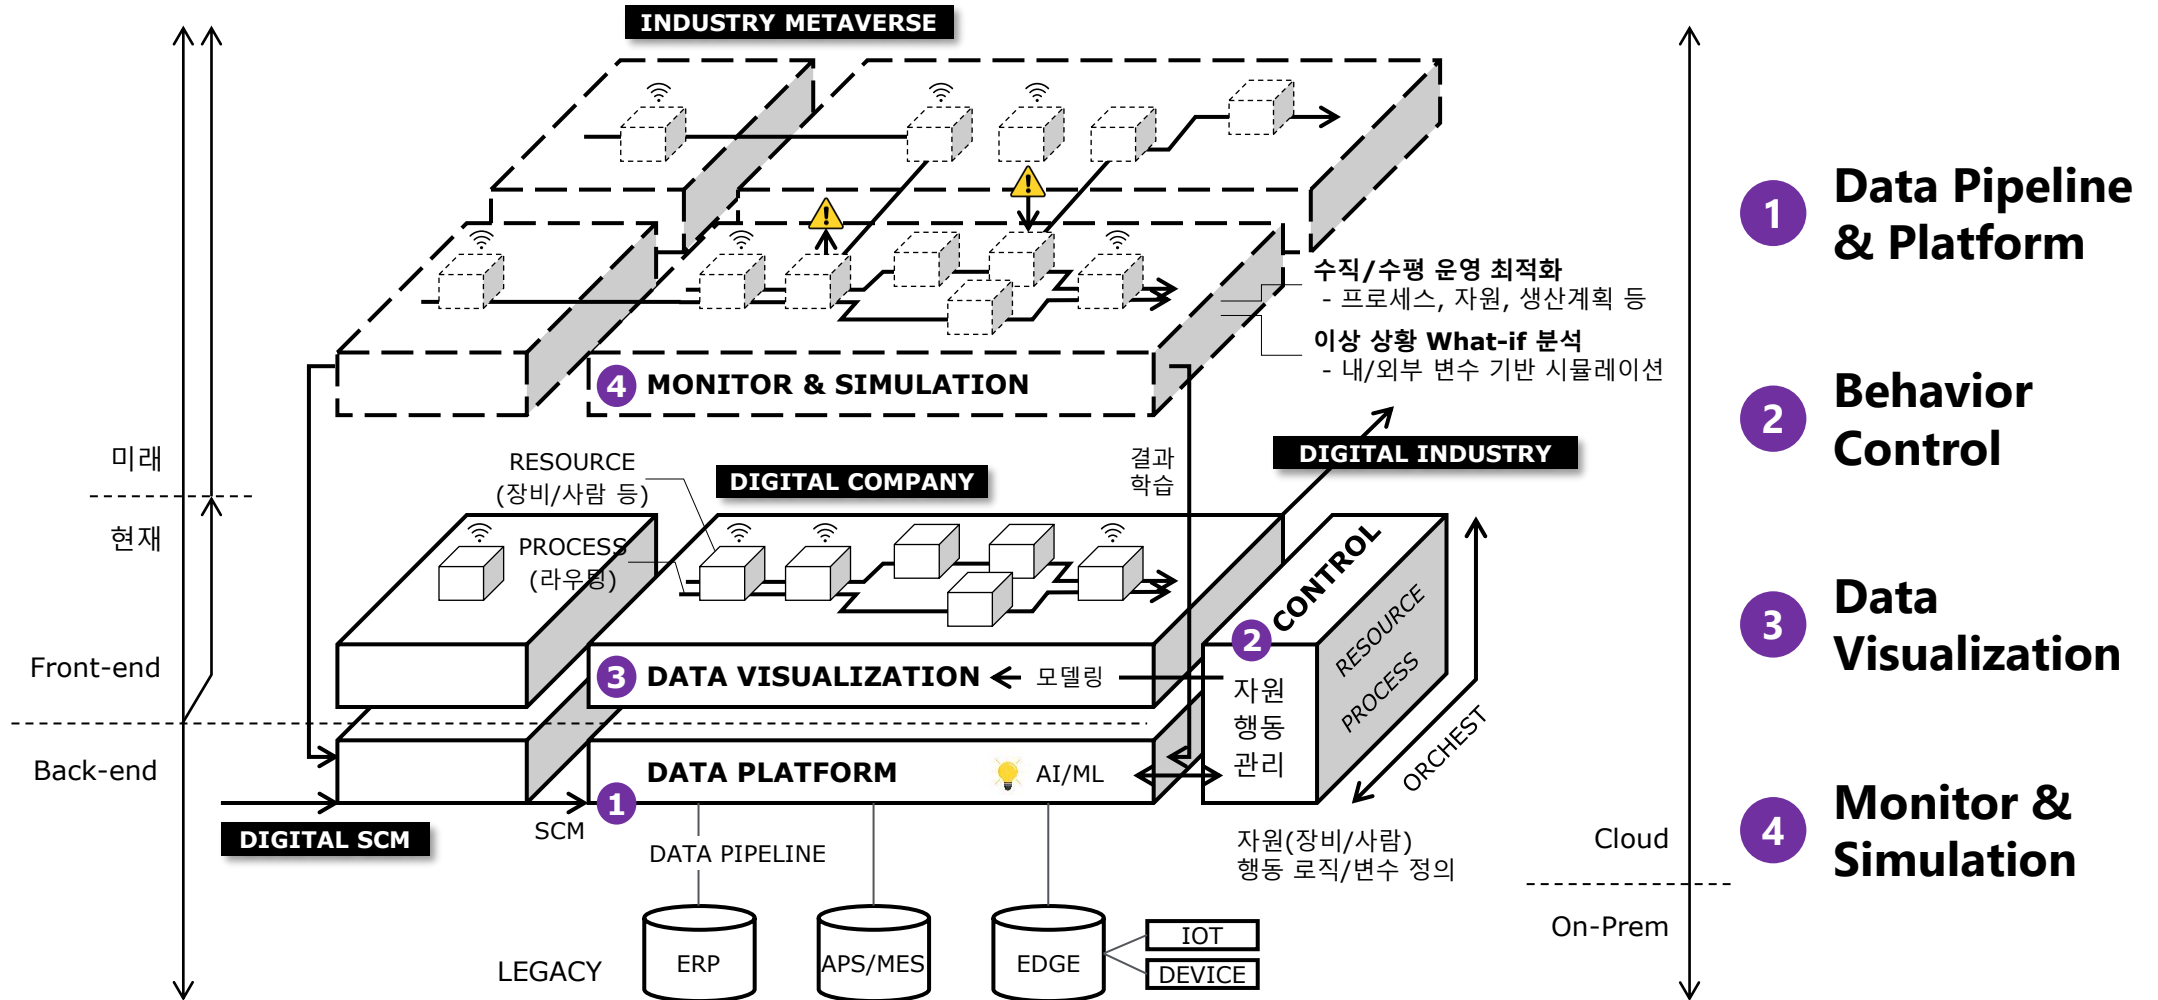 INDUSTRY METAVERSE
수직/수평 운영 최적화
- 프로세스, 자원, 생산계획 등
이상 상황 What-if 분석
- 내/외부 변수 기반 시뮬레이션
4 MONITOR & SIMULATION
미래
현재
Front-end
Back-end
RESOURCE
(장비/사람 등)
PROCESS
(라우팅)
DIGITAL COMPANY
결과
학습
DIGITAL INDUSTRY
2 CONTROL
RESOURCE
PROCESS
ORCHEST
3 DATA VISUALIZATION
모델링
자원
행동
관리
DATA PLATFORM
AI/ML
1
DIGITAL SCM
SCM
DATA PIPELINE
자원(장비/사람)
행동 로직/변수 정의
LEGACY
ERP
APS/MES
EDGE
IOT
DEVICE
Cloud
On-Prem
1 Data Pipeline
& Platform
2 Behavior
Control
3 Data
Visualization
4 Monitor &
Simulation